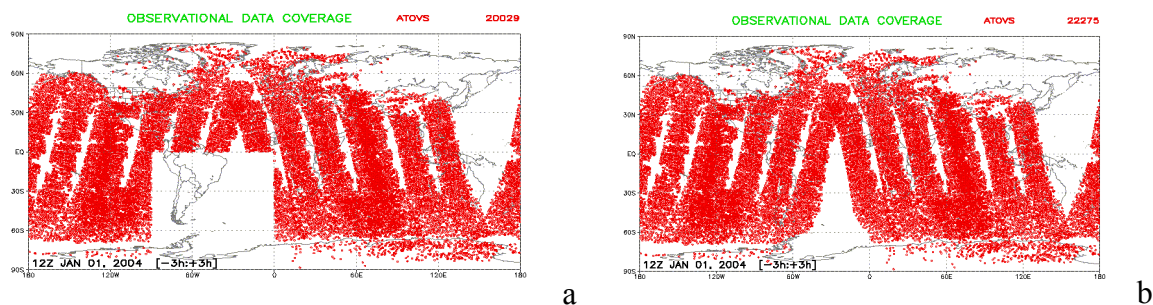 OBSERVATIONAL DATA COVERAGE ATOVS 20029
90N
60N
30N
EQ
30S
60S
90S
12Z JAN 01, 2004 [-3h:+3h]
180 120W 60W 0 60E 120E 180
a
OBSERVATIONAL DATA COVERAGE ATOVS 22275
90N
60N
30N
EQ
30S
60S
90S
12Z JAN 01, 2004 [-3h:+3h]
180 120W 60W 0 60E 120E 180
b